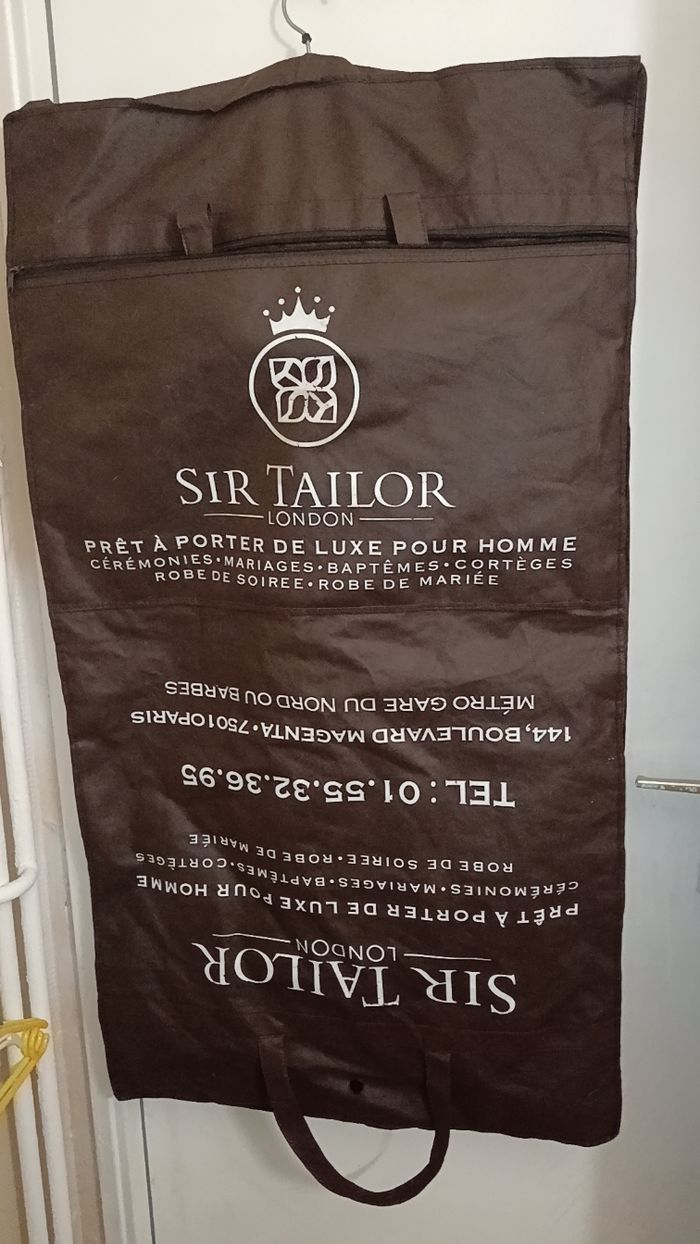 SIR TAILOR
LONDON
PRÊT À PORTER DE LUXE POUR HOMME
CÉRÉMONIES•MARIAGES•BAPTÊMES•CORTÈGES
ROBE DE SOIREE•ROBE DE MARIÉE
SIR TAILOR
LONDON
PRÊT À PORTER DE LUXE POUR HOMME
CÉRÉMONIES•MARIAGES•BAPTÊMES•CORTÈGES
ROBE DE SOIREE•ROBE DE MARIÉE
TEL : 01.55.32.36.95
144, BOULEVARD MAGENTA•75010PARIS
MÉTRO GARE DU NORD OU BARBES